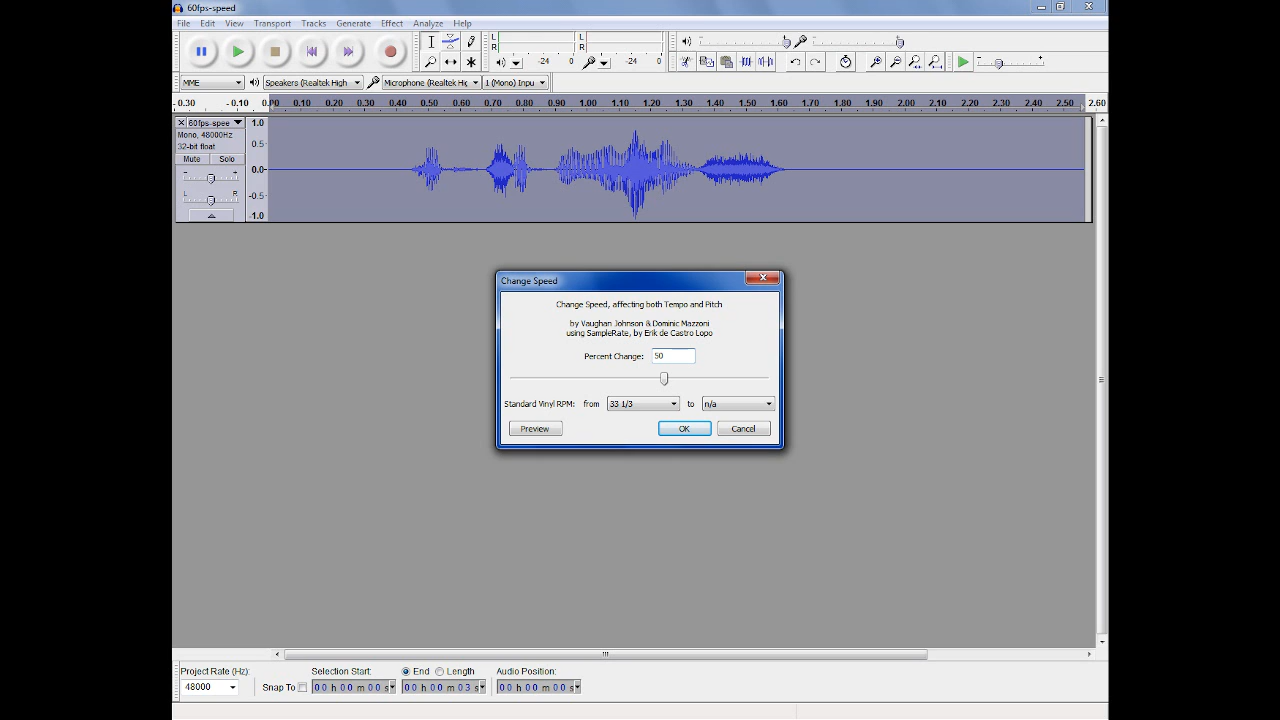 60fps-speed
File Edit View Transport Tracks Generate Effect Analyze Help
L
R
-24 0
L
R
-24 0
- +
MME Speakers (Realtek High Microphone (Realtek Hig 1 (Mono) Inpu
-0.30 -0.10 0.00 0.10 0.20 0.30 0.40 0.50 0.60 0.70 0.80 0.90 1.00 1.10 1.20 1.30 1.40 1.50 1.60 1.70 1.80 1.90 2.00 2.10 2.20 2.30 2.40 2.50 2.60
60fps-spee
Mono, 48000Hz
32-bit float
Mute Solo
- +
L R
1.0
0.5
0.0
-0.5
-1.0
Change Speed
Change Speed, affecting both Tempo and Pitch
by Vaughan Johnson & Dominic Mazzoni
using SampleRate, by Erik de Castro Lopo
Percent Change: 50
Standard Vinyl RPM: from 33 1/3 to n/a
Preview OK Cancel
Project Rate (Hz): Selection Start: End Length Audio Position:
48000 Snap To 00 h 00 m 00 s 00 h 00 m 03 s 00 h 00 m 00 s